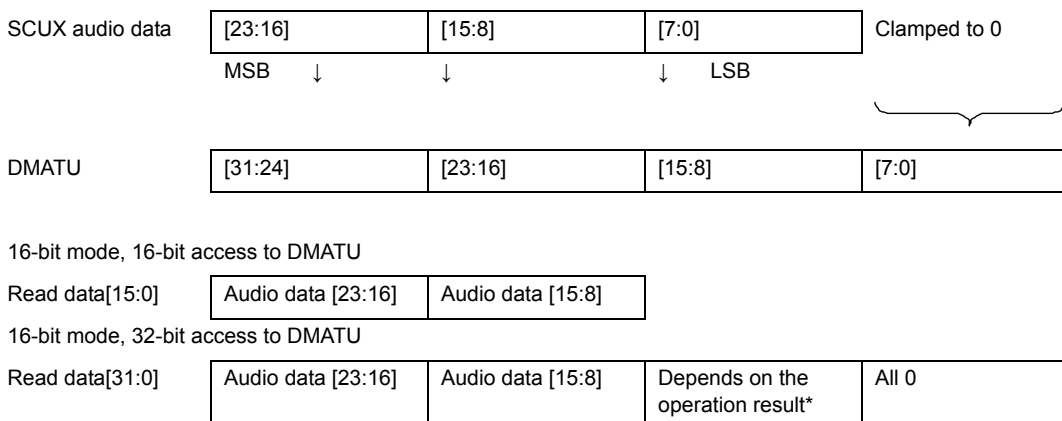 SCUX audio data [23:16] [15:8] [7:0] Clamped to 0
MSB ↓ ↓ ↓ LSB
DMATU [31:24] [23:16] [15:8] [7:0]
16-bit mode, 16-bit access to DMATU
Read data[15:0] Audio data [23:16] Audio data [15:8]
16-bit mode, 32-bit access to DMATU
Read data[31:0] Audio data [23:16] Audio data [15:8] Depends on the All 0
operation result*